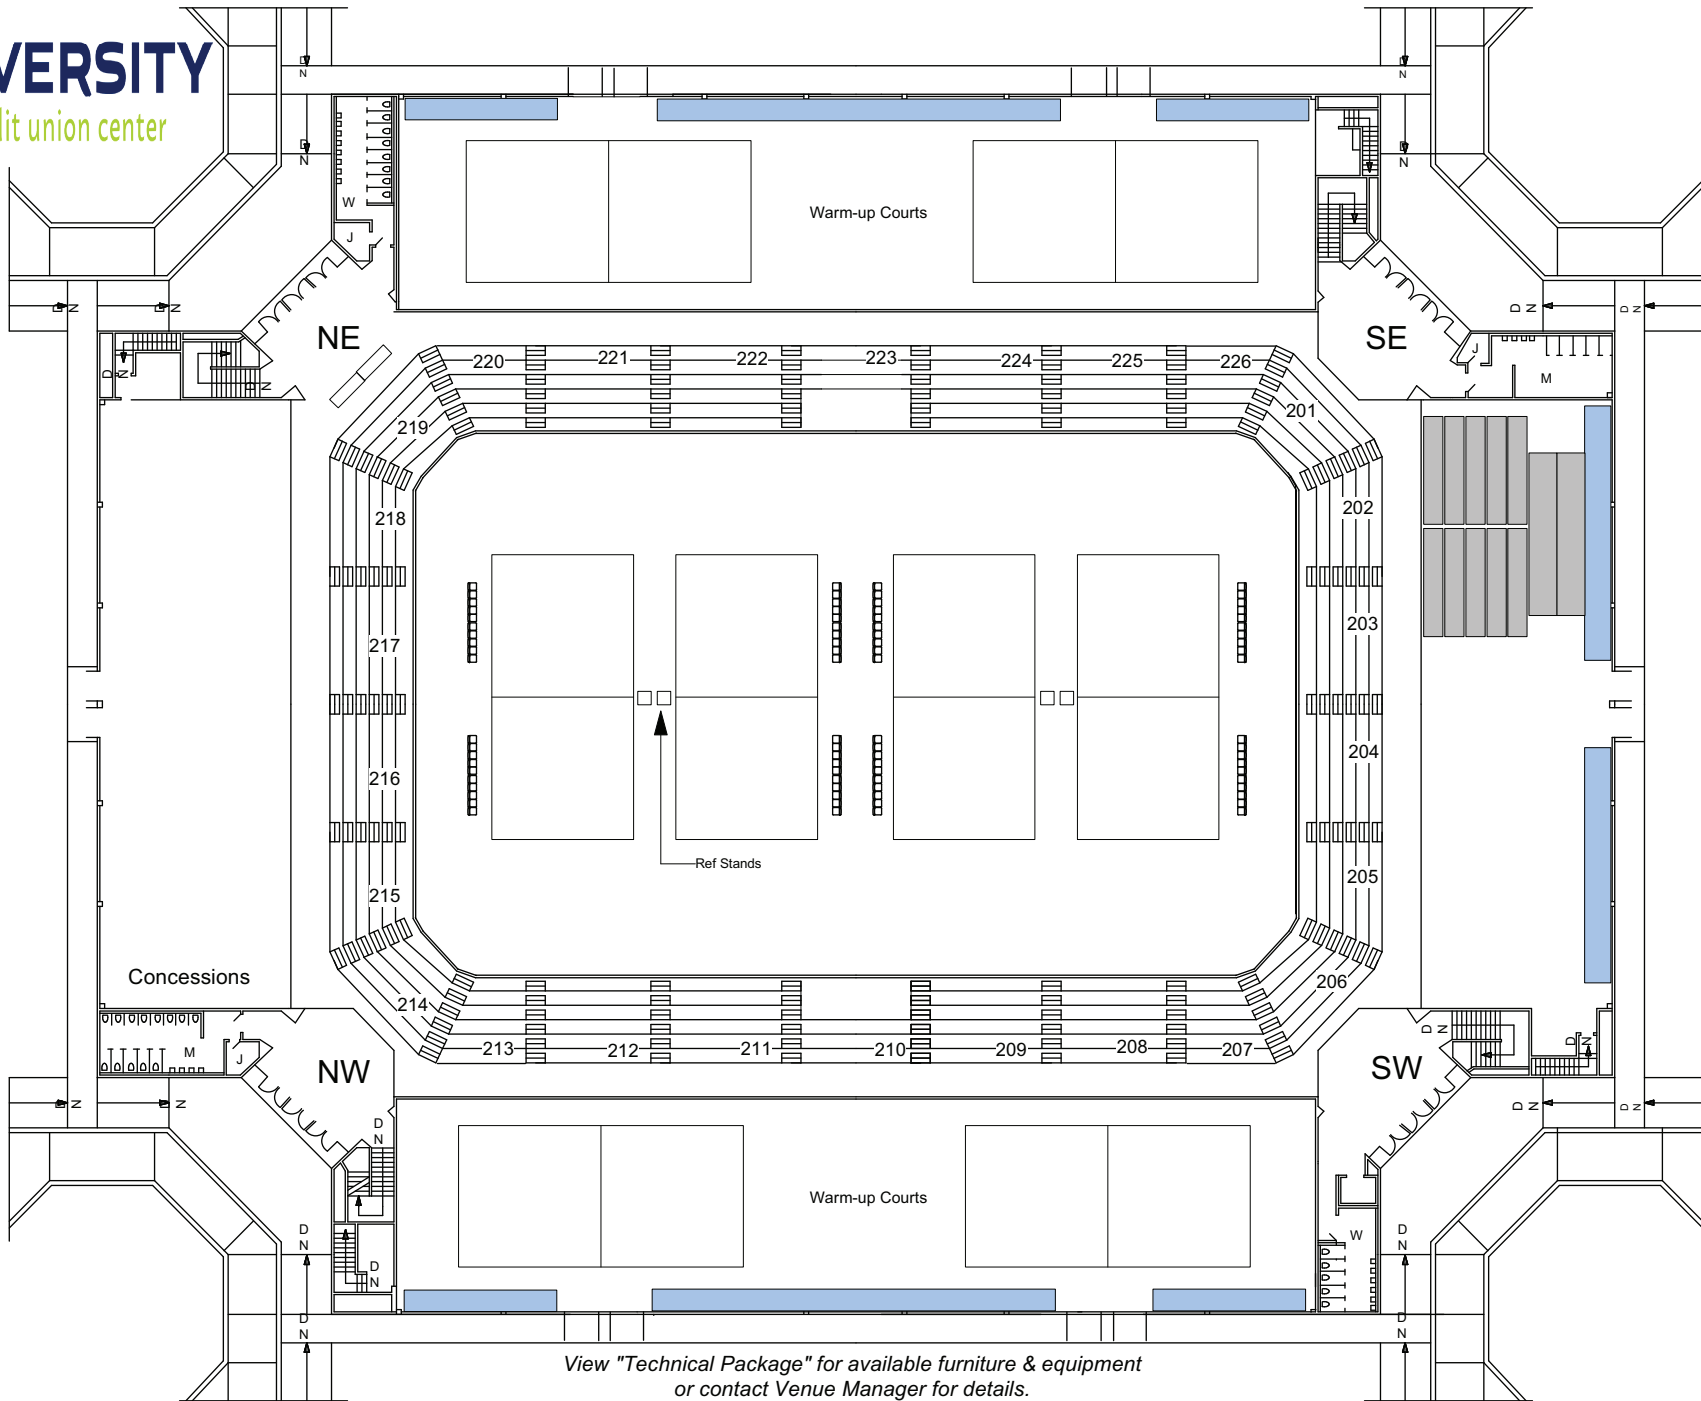 VERSITY
dit union center
D
N
D
N
D
N
D
N
W
J
Warm-up Courts
D
N
D
N
D
N
D
N
NE
SE
220
221
222
223
224
225
226
J
M
D
N
D
N
219
201
218
202
217
203
216
204
Ref Stands
215
205
Concessions
214
206
213
212
211
210
209
208
207
M
J
NW
SW
D
N
D
N
D
N
D
N
D
N
D
N
D
N
D
N
Warm-up Courts
W
D
N
D
N
D
N
D
N
View "Technical Package" for available furniture & equipment
or contact Venue Manager for details.